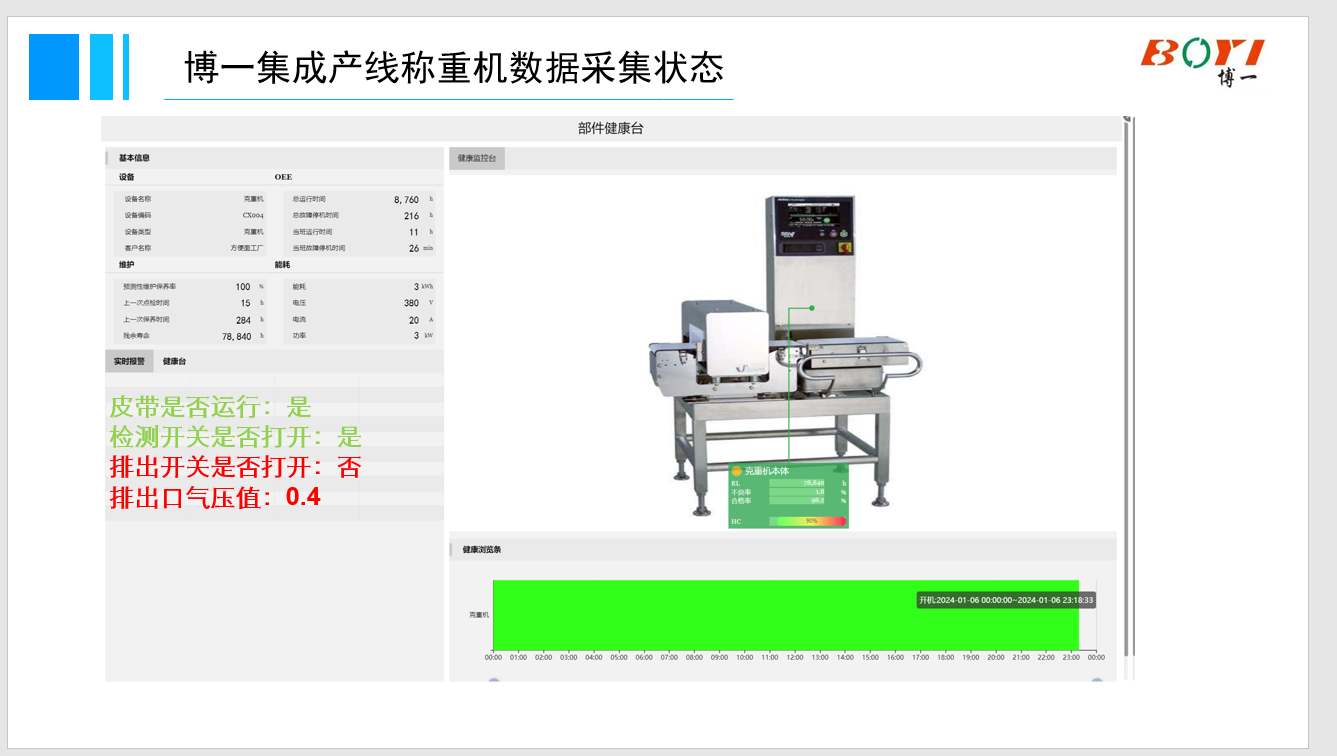 博一集成产线称重机数据采集状态
BOYI
博一
部件健康台
基本信息
设备 OEE
设备名称 克重机 总运行时间 8,760 h
设备编码 CX004 总故障停机时间 216 h
设备类型 克重机 当班运行时间 11 h
客户名称 方便面工厂 当班故障停机时间 26 min
维护 能耗
预测性维护保养率 100 % 能耗 3 kWh
上一次点检时间 15 h 电压 380 V
上一次保养时间 284 h 电流 20 A
残余寿命 78,840 h 功率 3 kW
实时报警 健康台
皮带是否运行：是
检测开关是否打开：是
排出开关是否打开：否
排出口气压值：0.4
健康监控台
克重机本体
RL 78,840 h
不良率 1.8 %
合格率 98.2 %
HC 90%
健康浏览条
开机:2024-01-06 00:00:00~2024-01-06 23:18:33
克重机
00:00 01:00 02:00 03:00 04:00 05:00 06:00 07:00 08:00 09:00 10:00 11:00 12:00 13:00 14:00 15:00 16:00 17:00 18:00 19:00 20:00 21:00 22:00 23:00 00:00